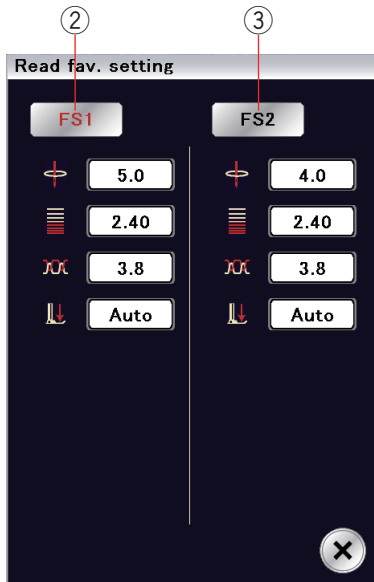 ② ③
Read fav. setting
FS1 FS2
5.0 4.0
2.40 2.40
3.8 3.8
Auto Auto